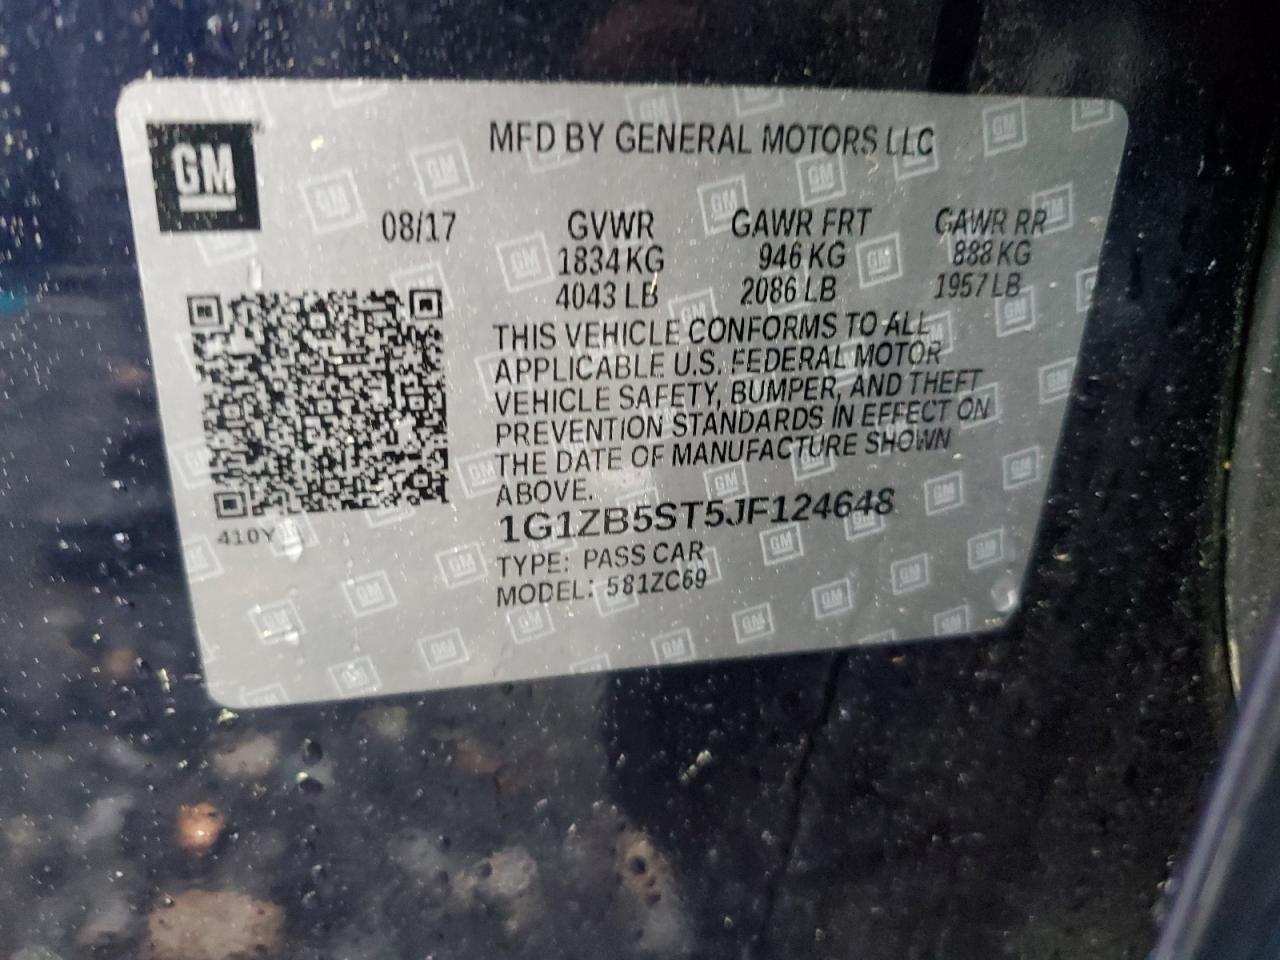 GM
MFD BY GENERAL MOTORS LLC
08/17 GVWR GAWR FRT GAWR RR
1834 KG 946 KG 888 KG
4043 LB 2086 LB 1957 LB
THIS VEHICLE CONFORMS TO ALL
APPLICABLE U.S. FEDERAL MOTOR
VEHICLE SAFETY, BUMPER, AND THEFT
PREVENTION STANDARDS IN EFFECT ON
THE DATE OF MANUFACTURE SHOWN
ABOVE.
1G1ZB5ST5JF124648
410Y
TYPE: PASS CAR
MODEL: 581ZC69